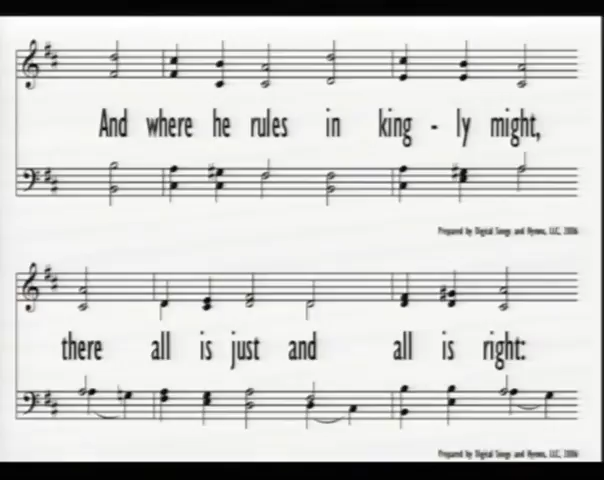 And where he rules in king - ly might,
Prepared by Digital Songs and Hymns, LLC, 2006
there all is just and all is right:
Prepared by Digital Songs and Hymns, LLC, 2006